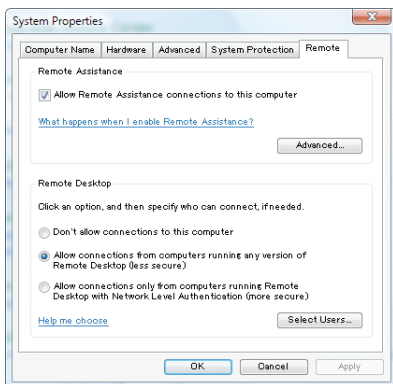 System Properties
Computer Name Hardware Advanced System Protection Remote
Remote Assistance
Allow Remote Assistance connections to this computer
What happens when I enable Remote Assistance?
Advanced...
Remote Desktop
Click an option, and then specify who can connect, if needed.
Don't allow connections to this computer
Allow connections from computers running any version of
Remote Desktop (less secure)
Allow connections only from computers running Remote
Desktop with Network Level Authentication (more secure)
Help me choose
Select Users...
OK Cancel Apply